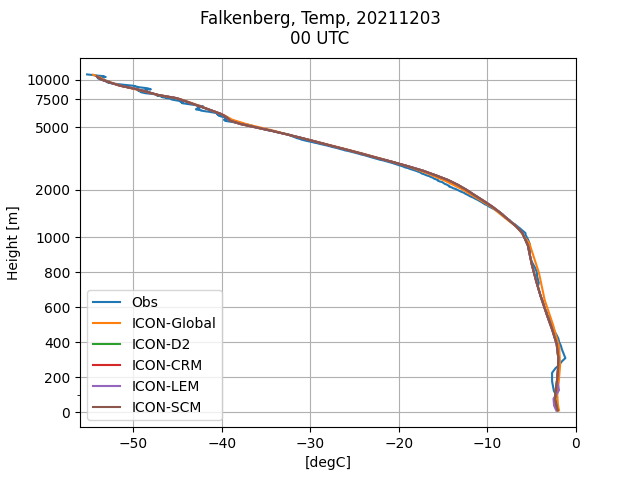 Falkenberg, Temp, 20211203
00 UTC
10000
7500
5000
2000
1000
800
600
400
200
0
Height [m]
Obs
ICON-Global
ICON-D2
ICON-CRM
ICON-LEM
ICON-SCM
−50 −40 −30 −20 −10 0
[degC]